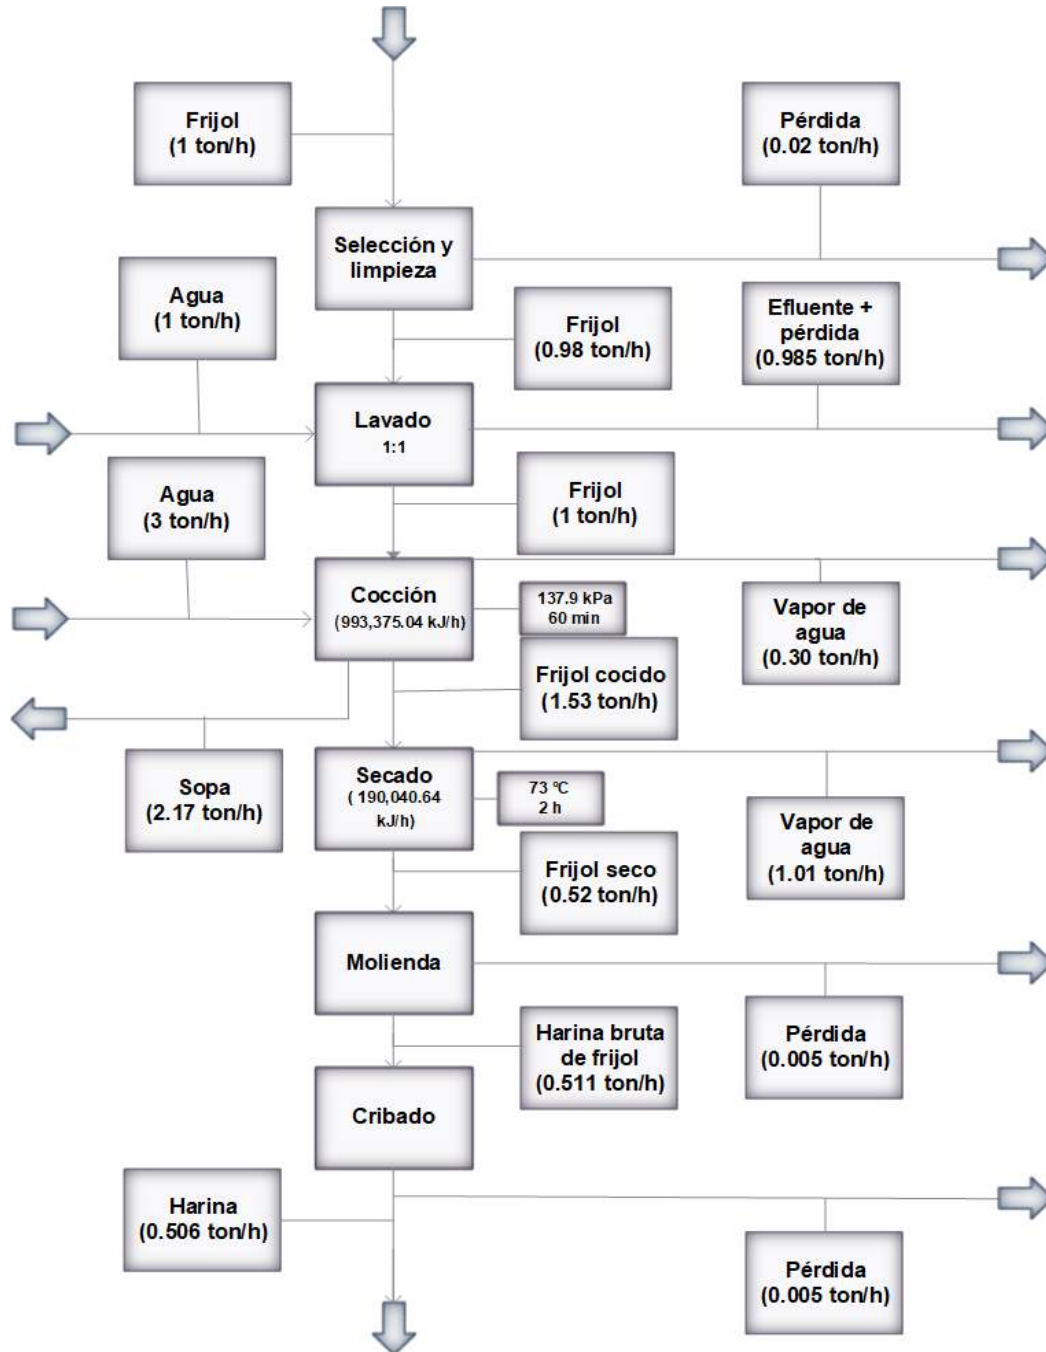 Frijol
(1 ton/h)
Pérdida
(0.02 ton/h)
Selección y
limpieza
Agua
(1 ton/h)
Frijol
(0.98 ton/h)
Efluente +
pérdida
(0.985 ton/h)
Lavado
1:1
Agua
(3 ton/h)
Frijol
(1 ton/h)
Cocción
(993,375.04 kJ/h)
137.9 kPa
60 min
Vapor de
agua
(0.30 ton/h)
Frijol cocido
(1.53 ton/h)
Sopa
(2.17 ton/h)
Secado
( 190,040.64
kJ/h)
73 °C
2 h
Vapor de
agua
(1.01 ton/h)
Frijol seco
(0.52 ton/h)
Molienda
Harina bruta
de frijol
(0.511 ton/h)
Pérdida
(0.005 ton/h)
Cribado
Harina
(0.506 ton/h)
Pérdida
(0.005 ton/h)